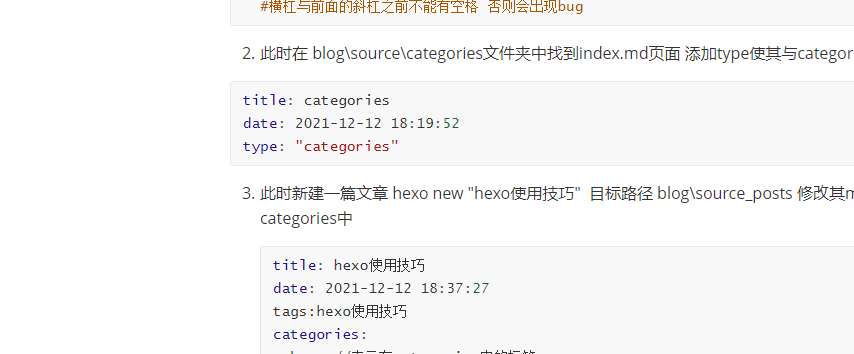 #横杠与前面的斜杠之前不能有空格 否则会出现bug
2. 此时在 blog\source\categories文件夹中找到index.md页面 添加type使其与categor
title: categories
date: 2021-12-12 18:19:52
type: "categories"
3. 此时新建一篇文章 hexo new "hexo使用技巧" 目标路径 blog\source_posts 修改其m
categories中
title: hexo使用技巧
date: 2021-12-12 18:37:27
tags:hexo使用技巧
categories: